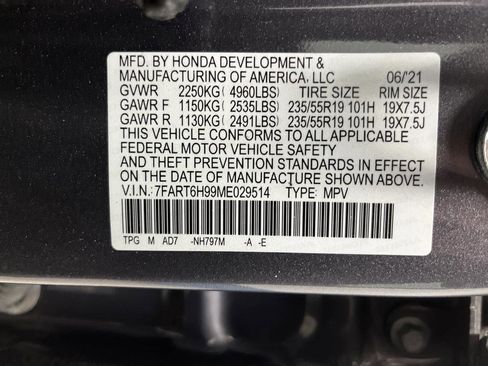 MFD. BY HONDA DEVELOPMENT &
MANUFACTURING OF AMERICA, LLC 06/21
GVWR 2250KG ( 4960LBS) TIRE SIZE RIM SIZE
GAWR F 1150KG ( 2535LBS) 235/55R19 101H 19X7.5J
GAWR R 1130KG ( 2491LBS) 235/55R19 101H 19X7.5J
THIS VEHICLE CONFORMS TO ALL APPLICABLE
FEDERAL MOTOR VEHICLE SAFETY
AND THEFT PREVENTION STANDARDS IN EFFECT
ON THE DATE OF MANUFACTURE SHOWN ABOVE.
V.I.N.: 7FART6H99ME029514 TYPE: MPV
TPG M AD7 -NH797M -A -E